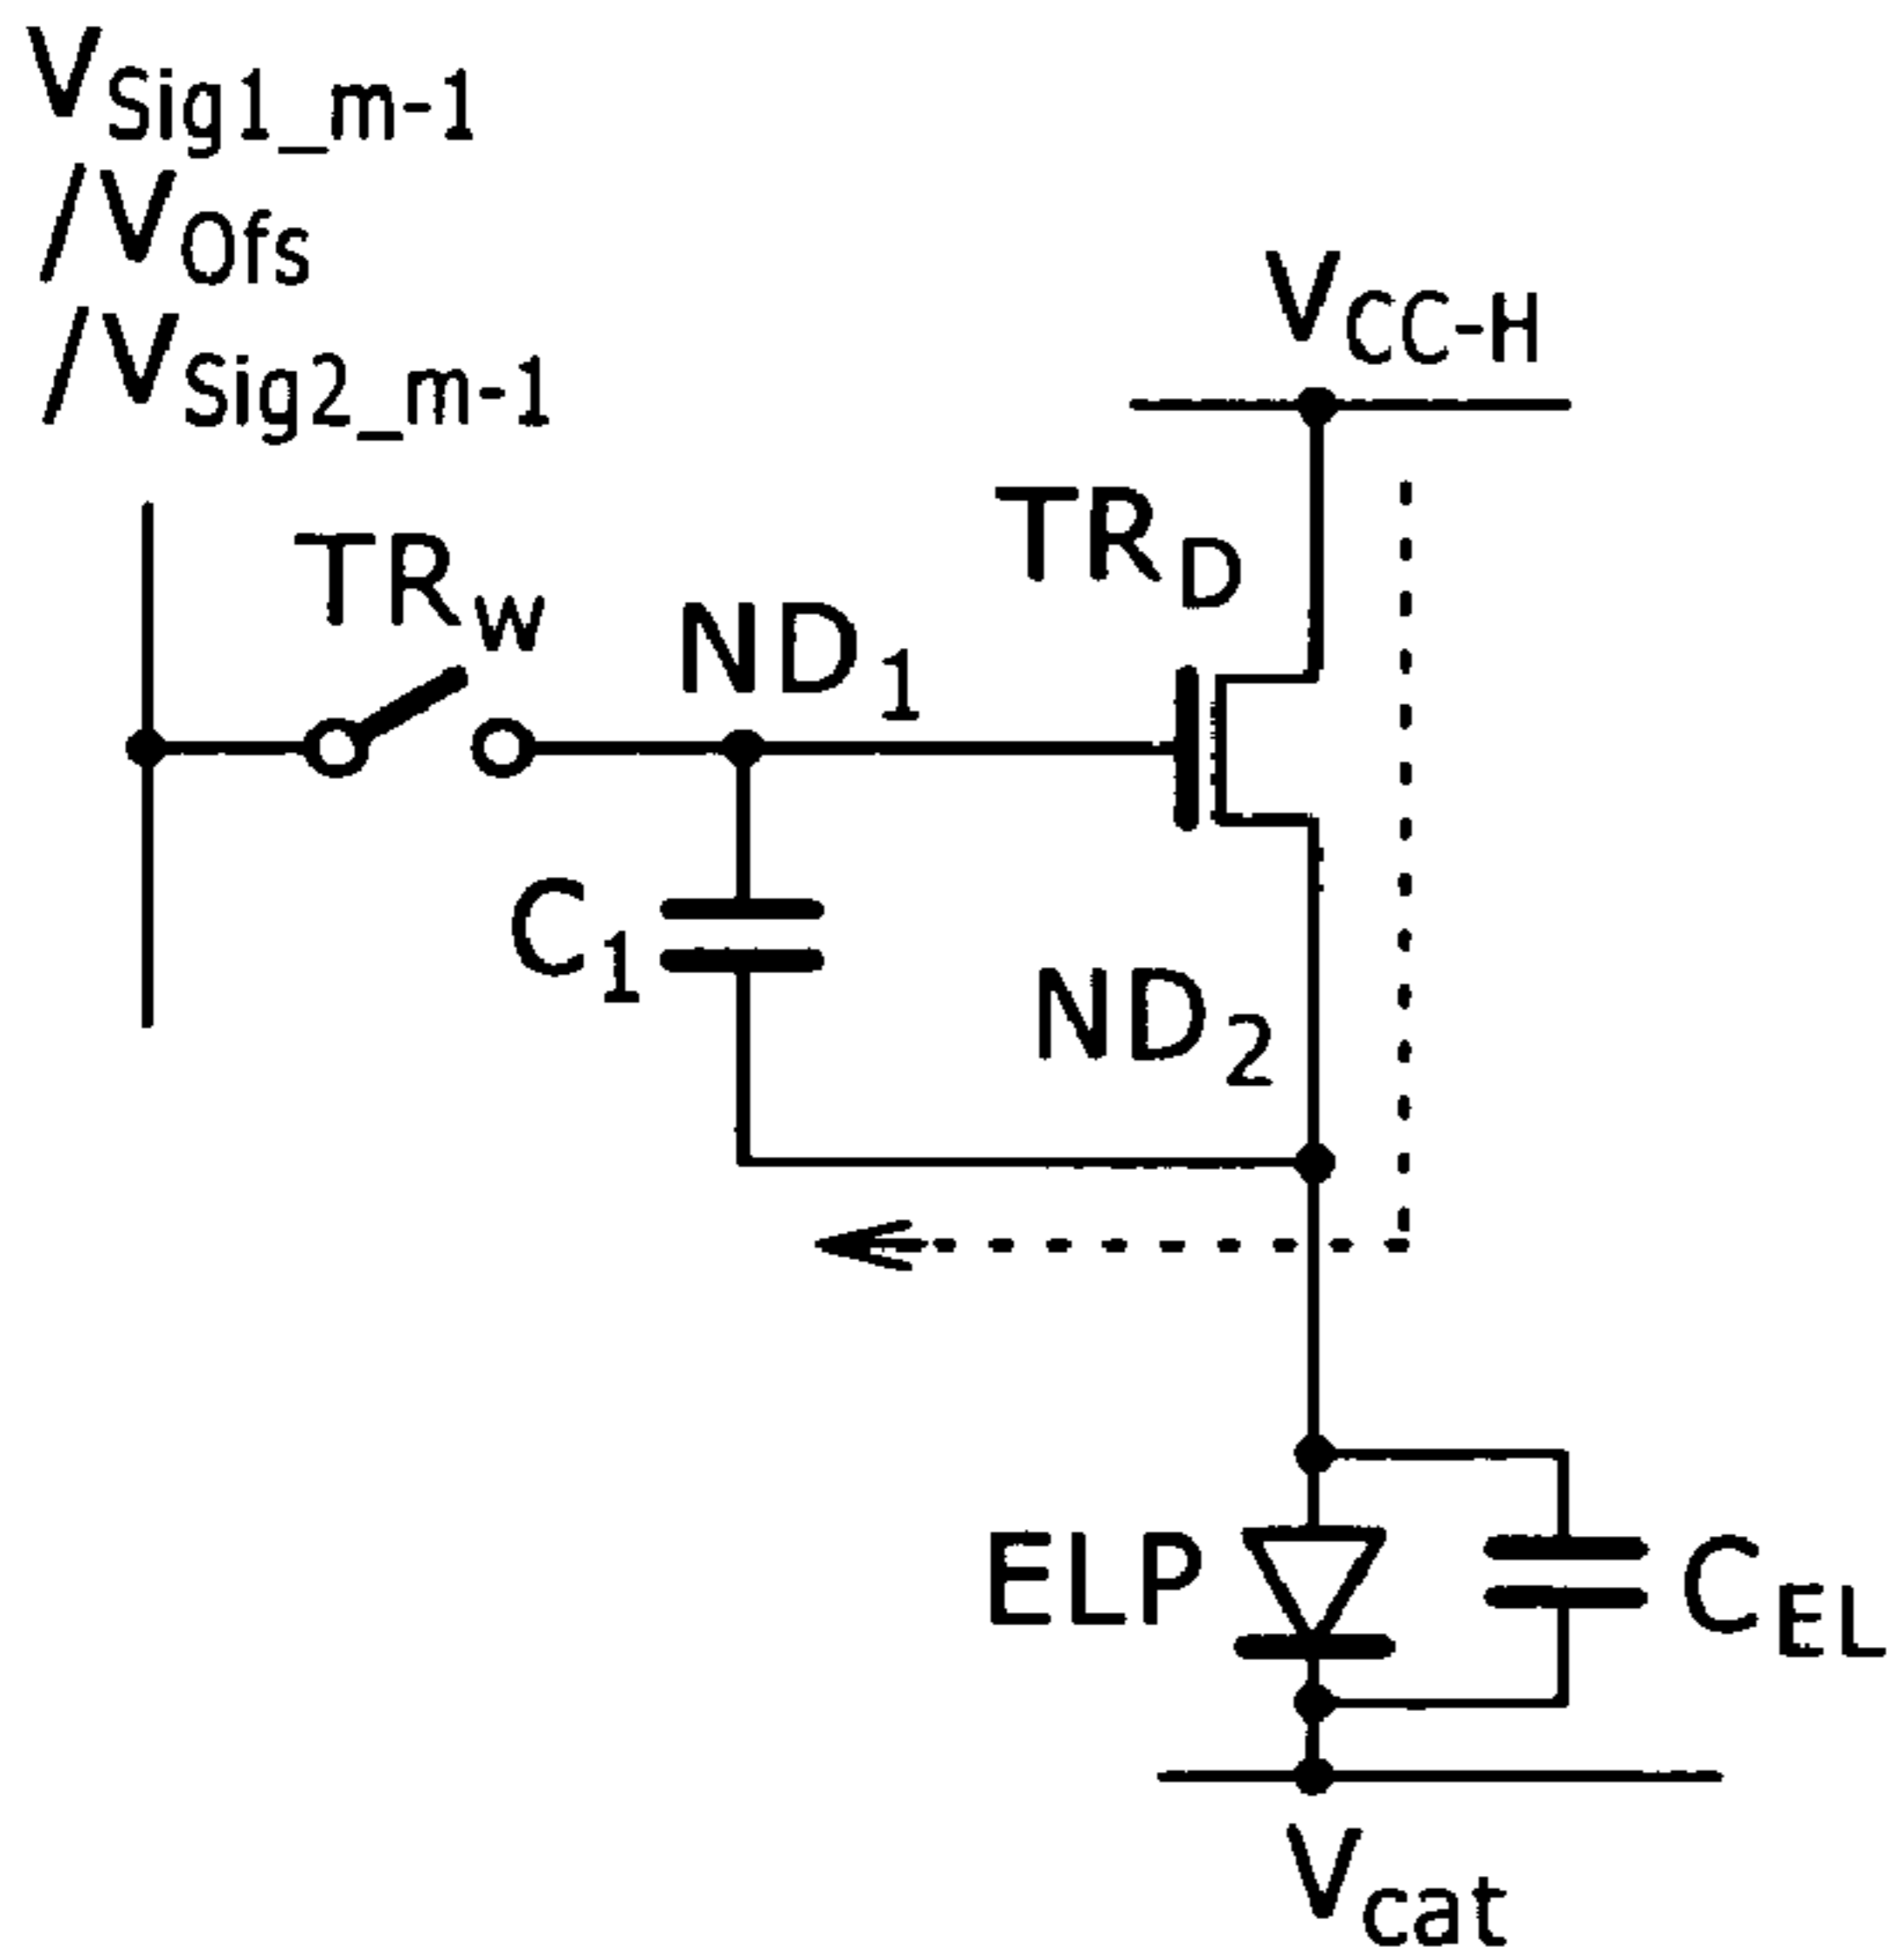 VSig1_m-1
/VOfs
/VSig2_m-1
VCC-H
TRD
TRW
ND1
C1
ND2
ELP
CEL
Vcat